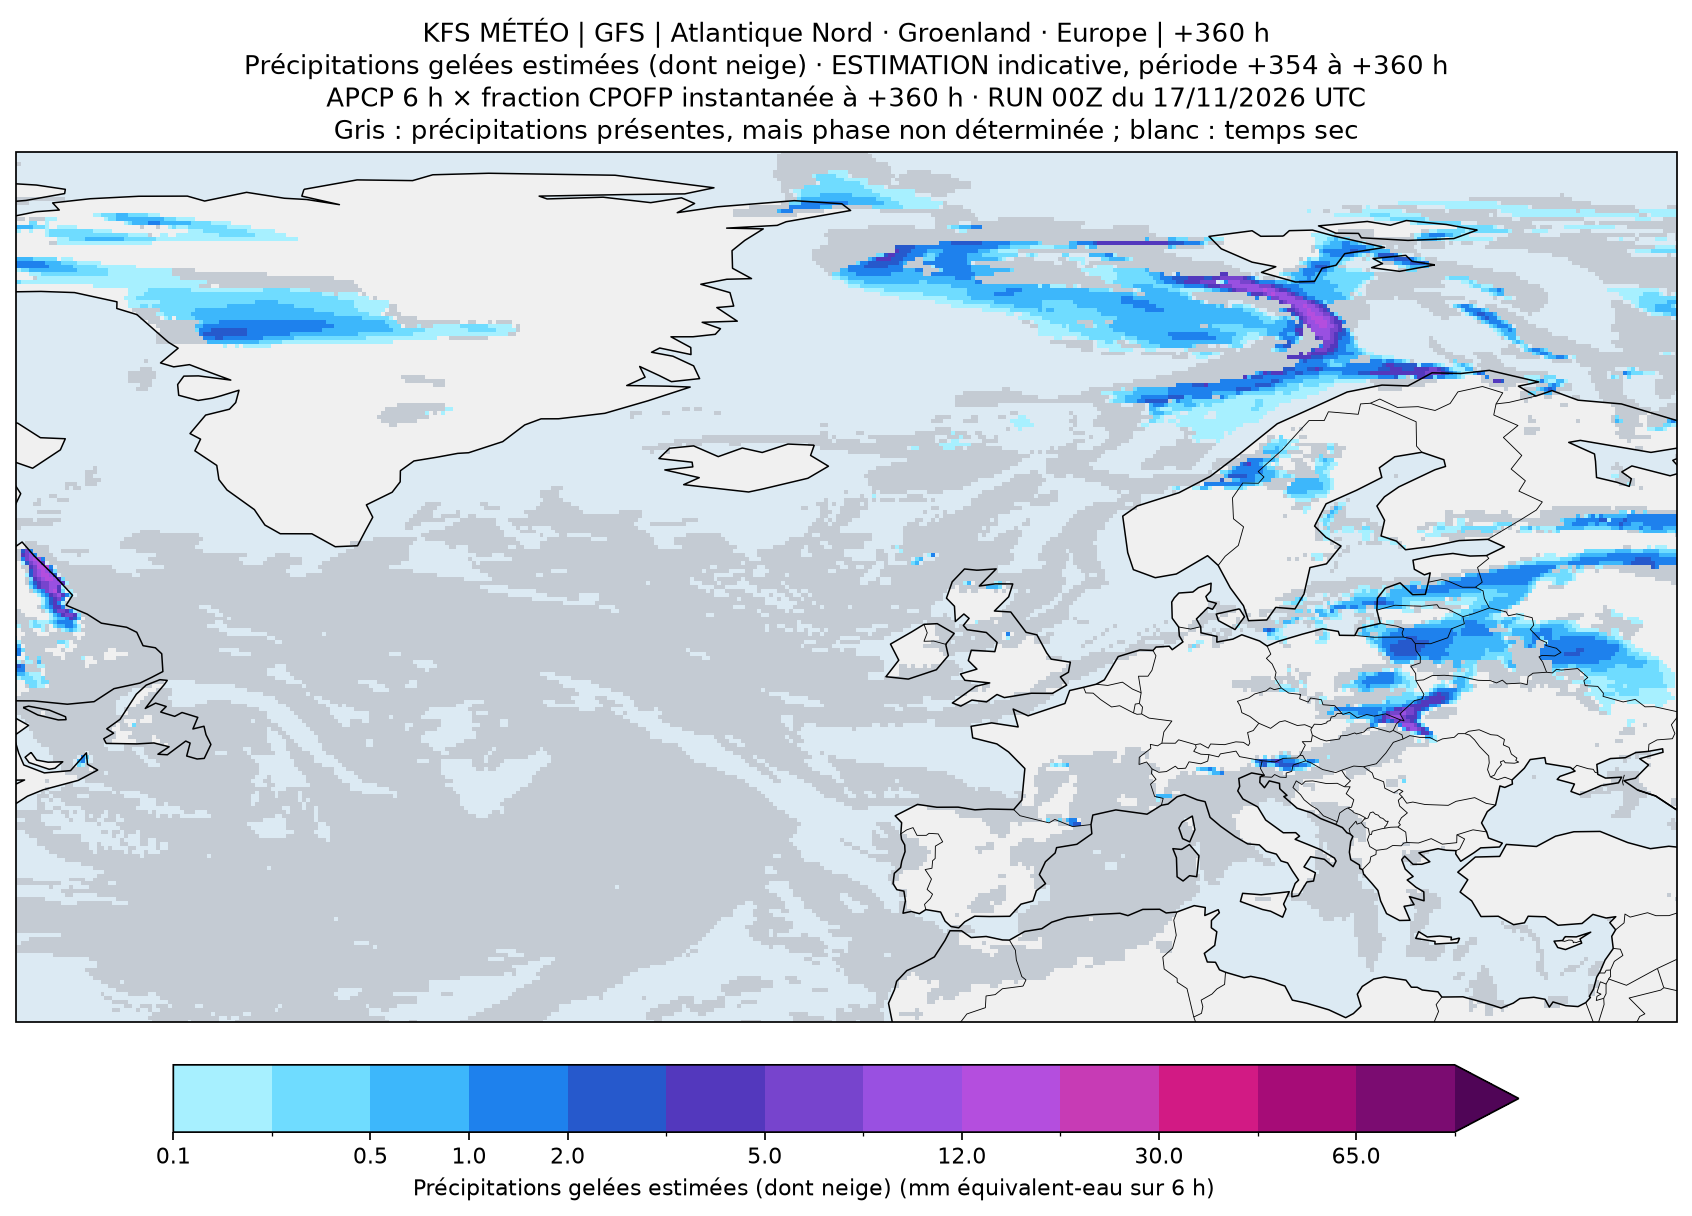 KFS MÉTÉO | GFS | Atlantique Nord · Groenland · Europe | +360 h
Précipitations gelées estimées (dont neige) · ESTIMATION indicative, période +354 à +360 h
APCP 6 h × fraction CPOFP instantanée à +360 h · RUN 00Z du 17/11/2026 UTC
Gris : précipitations présentes, mais phase non déterminée ; blanc : temps sec
0.1 0.5 1.0 2.0 5.0 12.0 30.0 65.0
Précipitations gelées estimées (dont neige) (mm équivalent-eau sur 6 h)